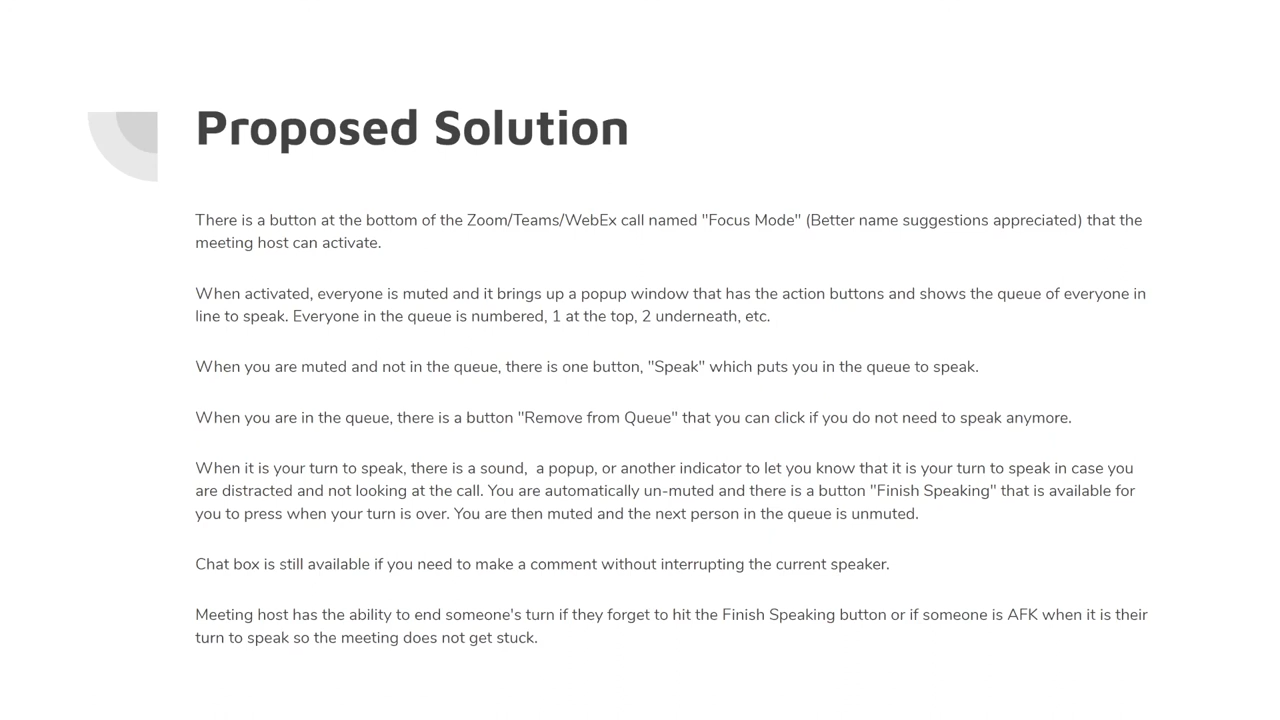 Proposed Solution
There is a button at the bottom of the Zoom/Teams/WebEx call named "Focus Mode" (Better name suggestions appreciated) that the
meeting host can activate.
When activated, everyone is muted and it brings up a popup window that has the action buttons and shows the queue of everyone in
line to speak. Everyone in the queue is numbered, 1 at the top, 2 underneath, etc.
When you are muted and not in the queue, there is one button, "Speak" which puts you in the queue to speak.
When you are in the queue, there is a button "Remove from Queue" that you can click if you do not need to speak anymore.
When it is your turn to speak, there is a sound,  a popup, or another indicator to let you know that it is your turn to speak in case you
are distracted and not looking at the call. You are automatically un-muted and there is a button "Finish Speaking" that is available for
you to press when your turn is over. You are then muted and the next person in the queue is unmuted.
Chat box is still available if you need to make a comment without interrupting the current speaker.
Meeting host has the ability to end someone's turn if they forget to hit the Finish Speaking button or if someone is AFK when it is their
turn to speak so the meeting does not get stuck.